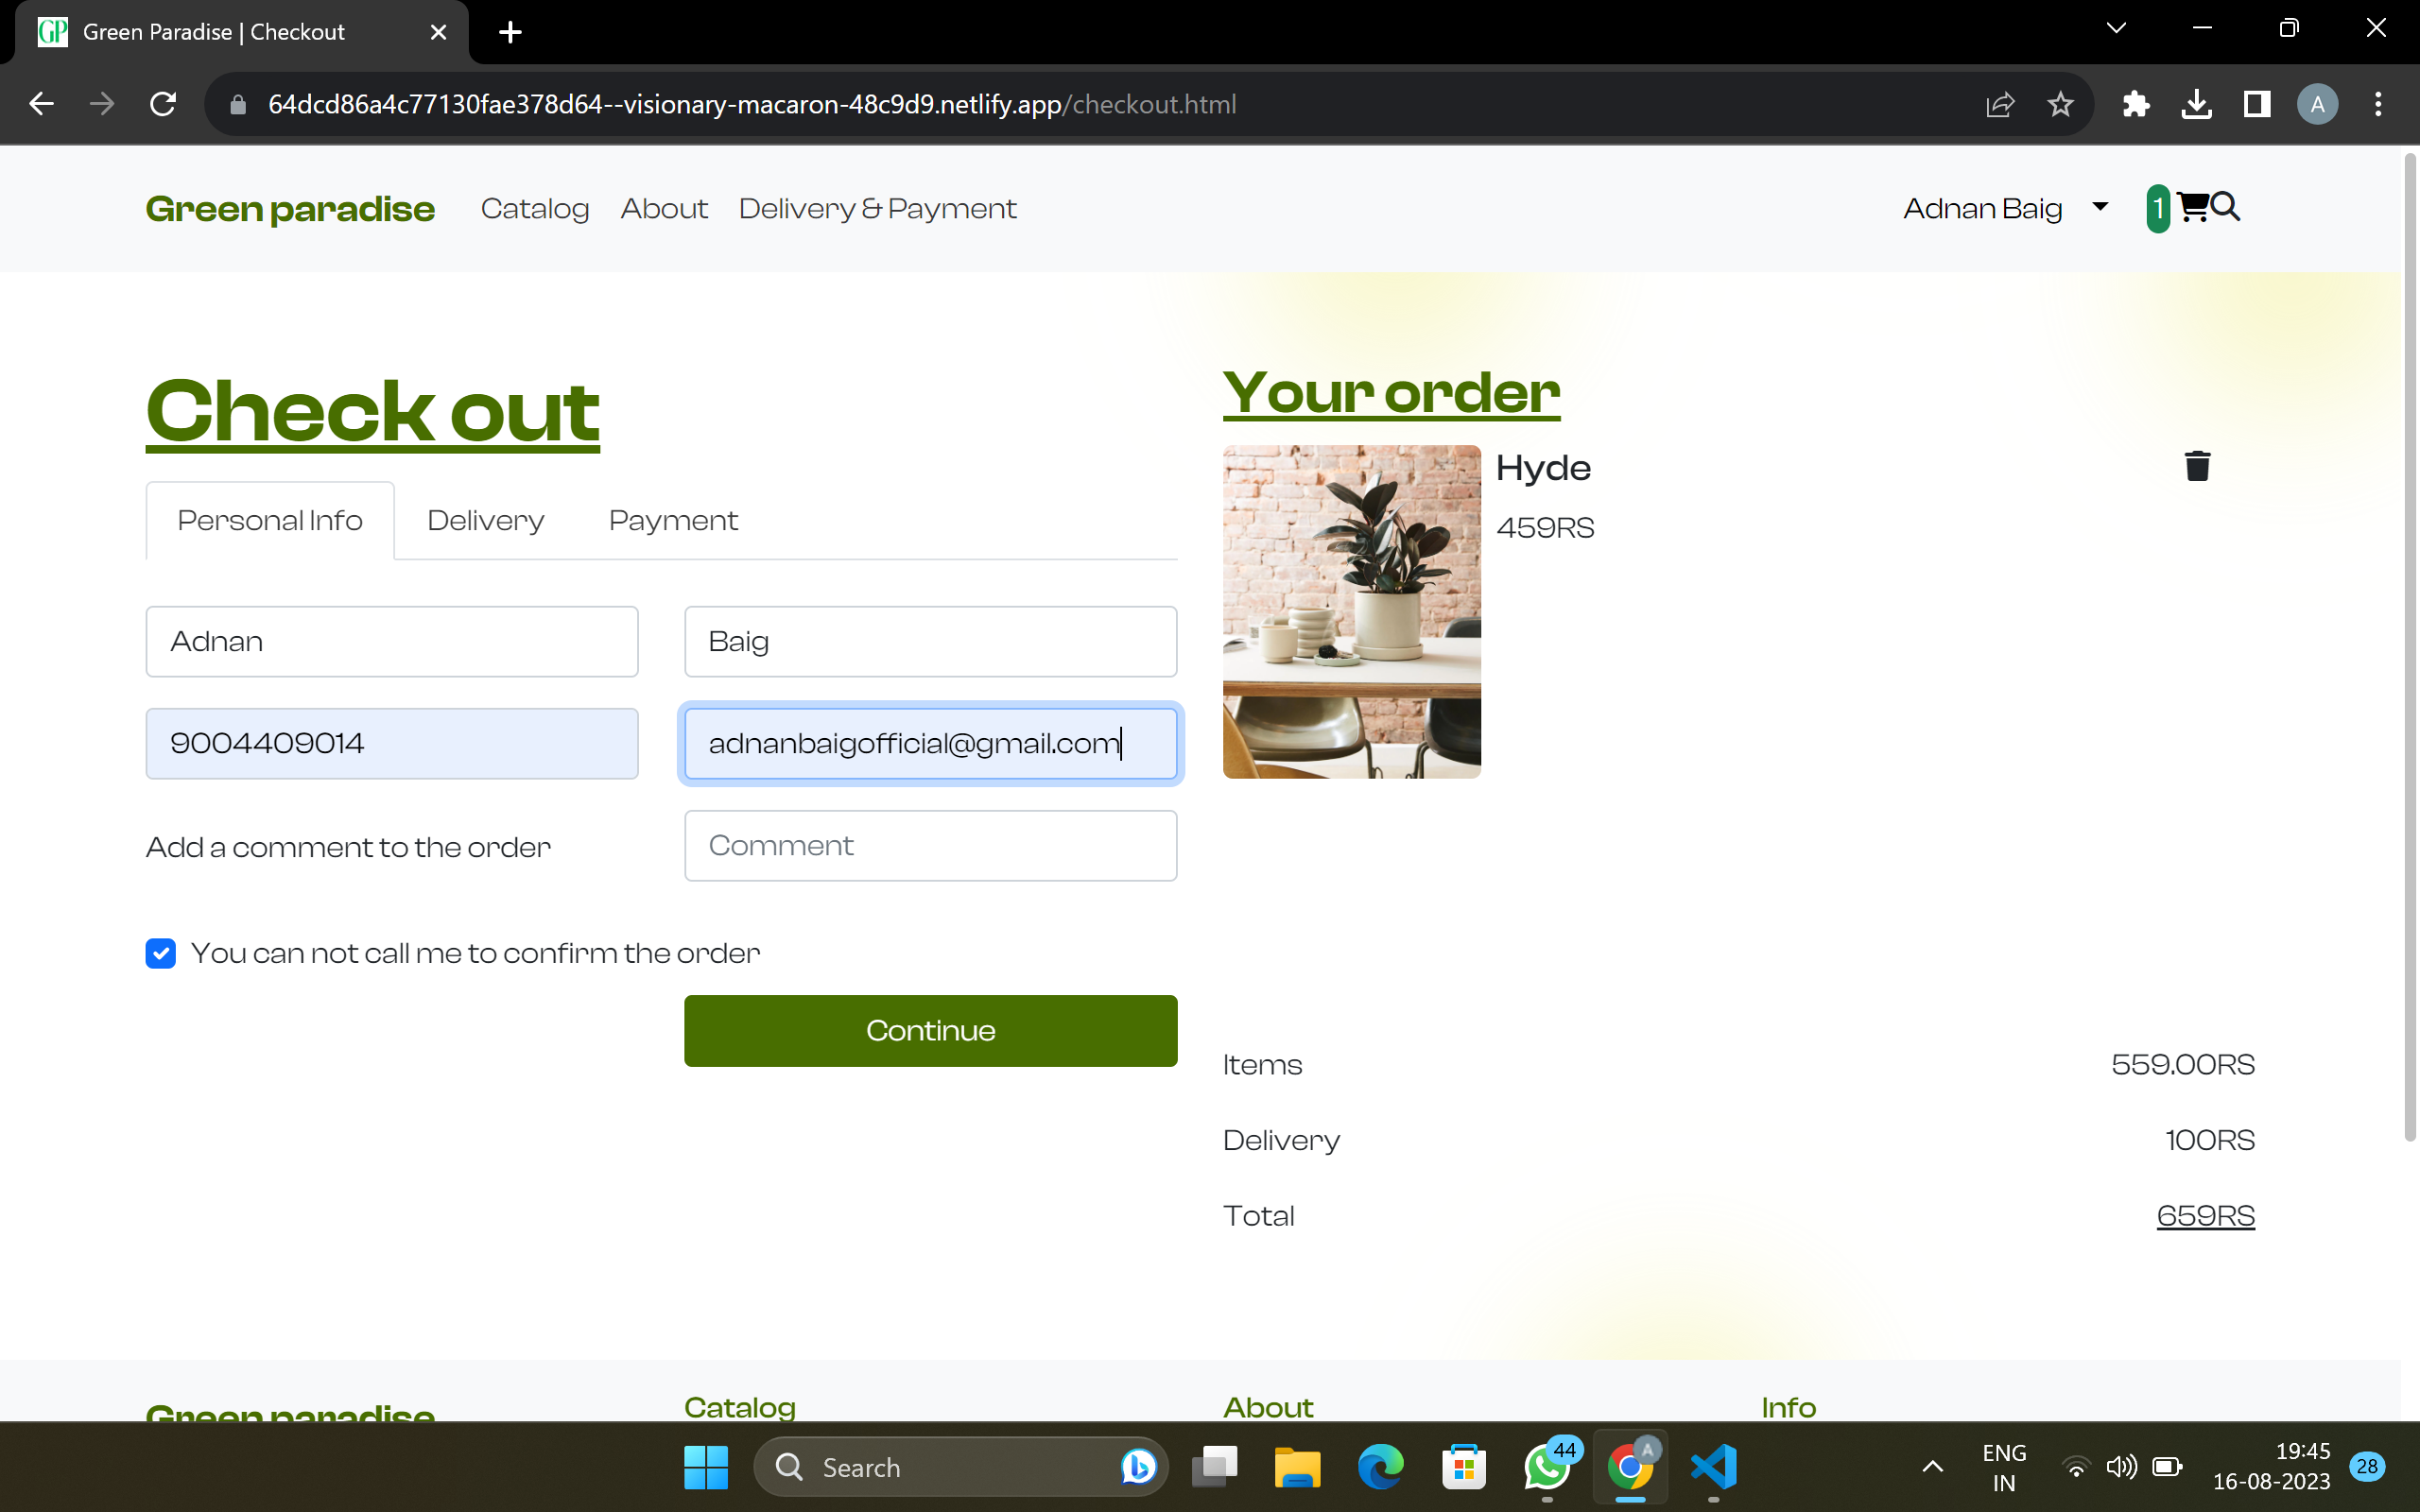 GP Green Paradise | Checkout
64dcd86a4c77130fae378d64--visionary-macaron-48c9d9.netlify.app/checkout.html
A
Green paradise Catalog About Delivery & Payment Adnan Baig 1
Check out
Personal Info Delivery Payment
Adnan Baig
9004409014 adnanbaigofficial@gmail.com
Add a comment to the order Comment
You can not call me to confirm the order
Continue
Your order
Hyde
459RS
Items 559.00RS
Delivery 100RS
Total 659RS
Green paradise Catalog About Info
Search
44
A
ENG
IN
19:45
16-08-2023
28